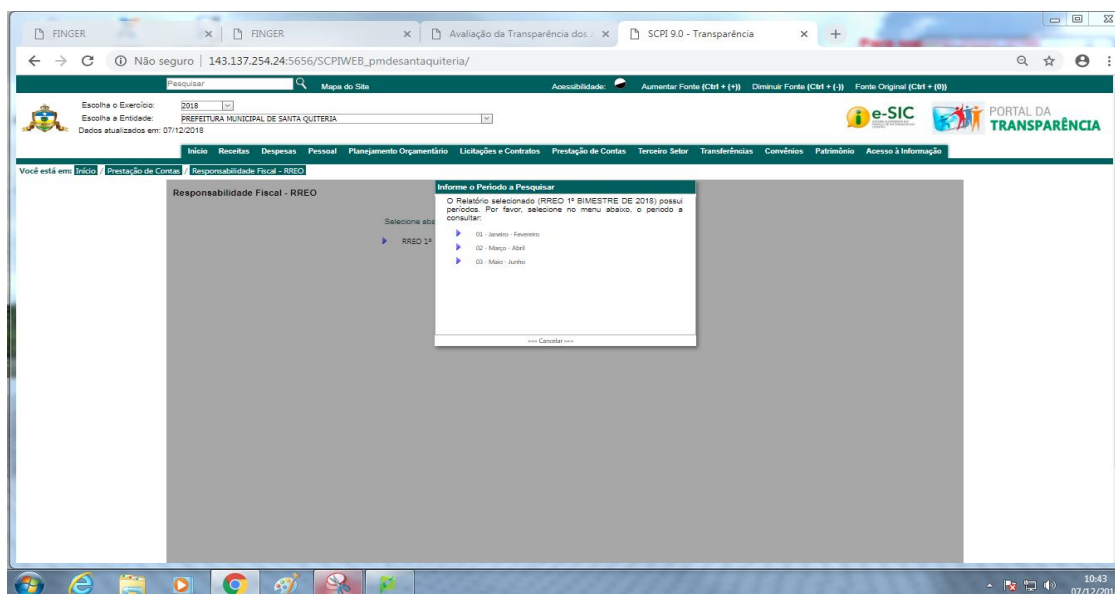 FINGER
FINGER
Avaliação da Transparência dos
SCPI 9.0 - Transparência
Não seguro | 143.137.254.24:5656/SCPIWEB_pmdesantaquiteria/
Pesquisar
Mapa do Site
Acessibilidade:
Aumentar Fonte (Ctrl + (+))
Diminuir Fonte (Ctrl + (-))
Fonte Original (Ctrl + (0))
Escolha o Exercício: 2018
Escolha a Entidade: PREFEITURA MUNICIPAL DE SANTA QUITERIA
Dados atualizados em: 07/12/2018
e-SIC
PORTAL DA
TRANSPARÊNCIA
Início Receitas Despesas Pessoal Planejamento Orçamentário Licitações e Contratos Prestação de Contas Terceiro Setor Transferências Convênios Patrimônio Acesso à Informação
Você está em: Início / Prestação de Contas / Responsabilidade Fiscal - RREO
Responsabilidade Fiscal - RREO
Selecione aba
RREO 1º
Informe o Período a Pesquisar
O Relatório selecionado (RREO 1º BIMESTRE DE 2018) possui
períodos. Por favor, selecione no menu abaixo, o periodo a
consultar:
01 - Janeiro - Fevereiro
02 - Março - Abril
03 - Maio - Junho
=== Cancelar ===
10:43
07/12/201